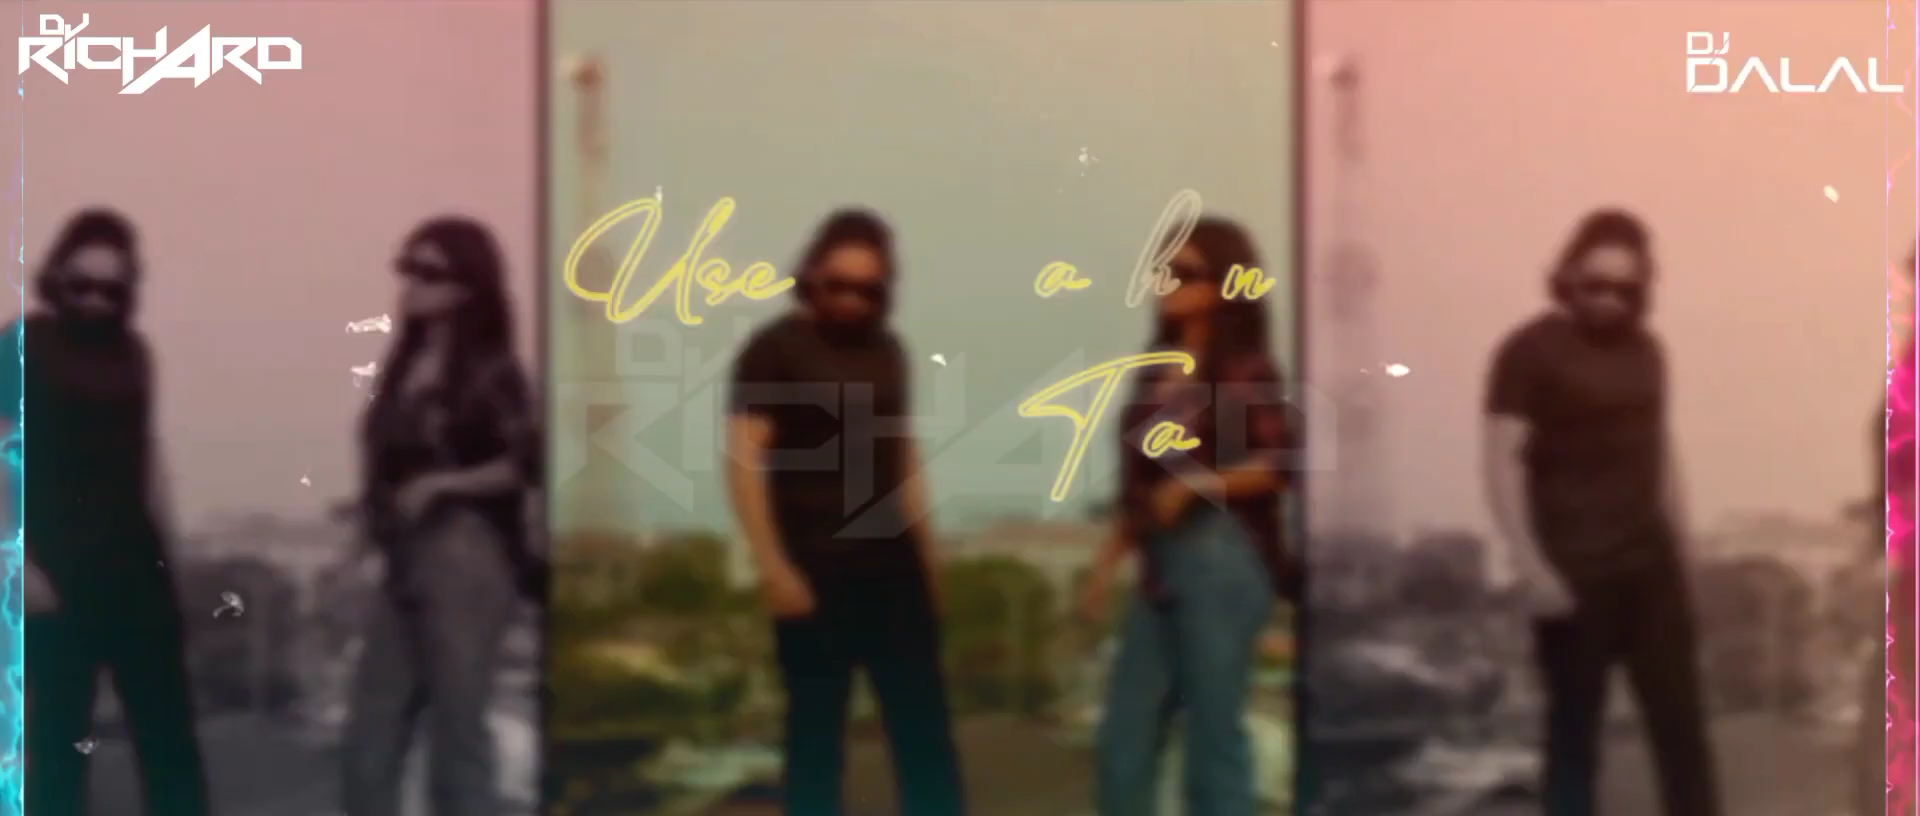 DJ
RICHARD
DJ
DALAL
Use a h n
DJ
RICHARD
Ta